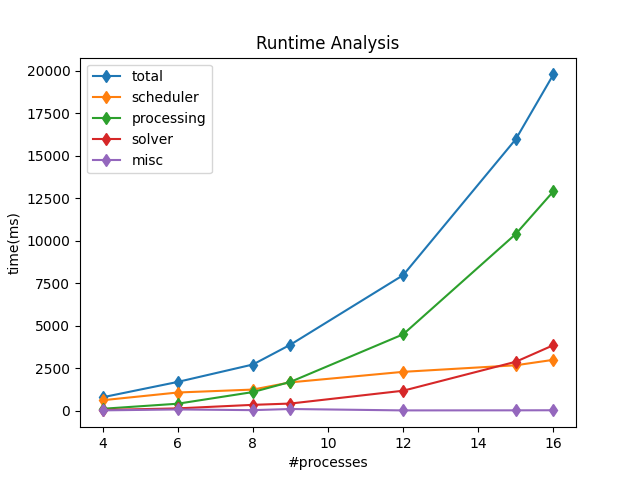 Runtime Analysis
20000
17500
15000
12500
10000
7500
5000
2500
0
time(ms)
total
scheduler
processing
solver
misc
4 6 8 10 12 14 16
#processes